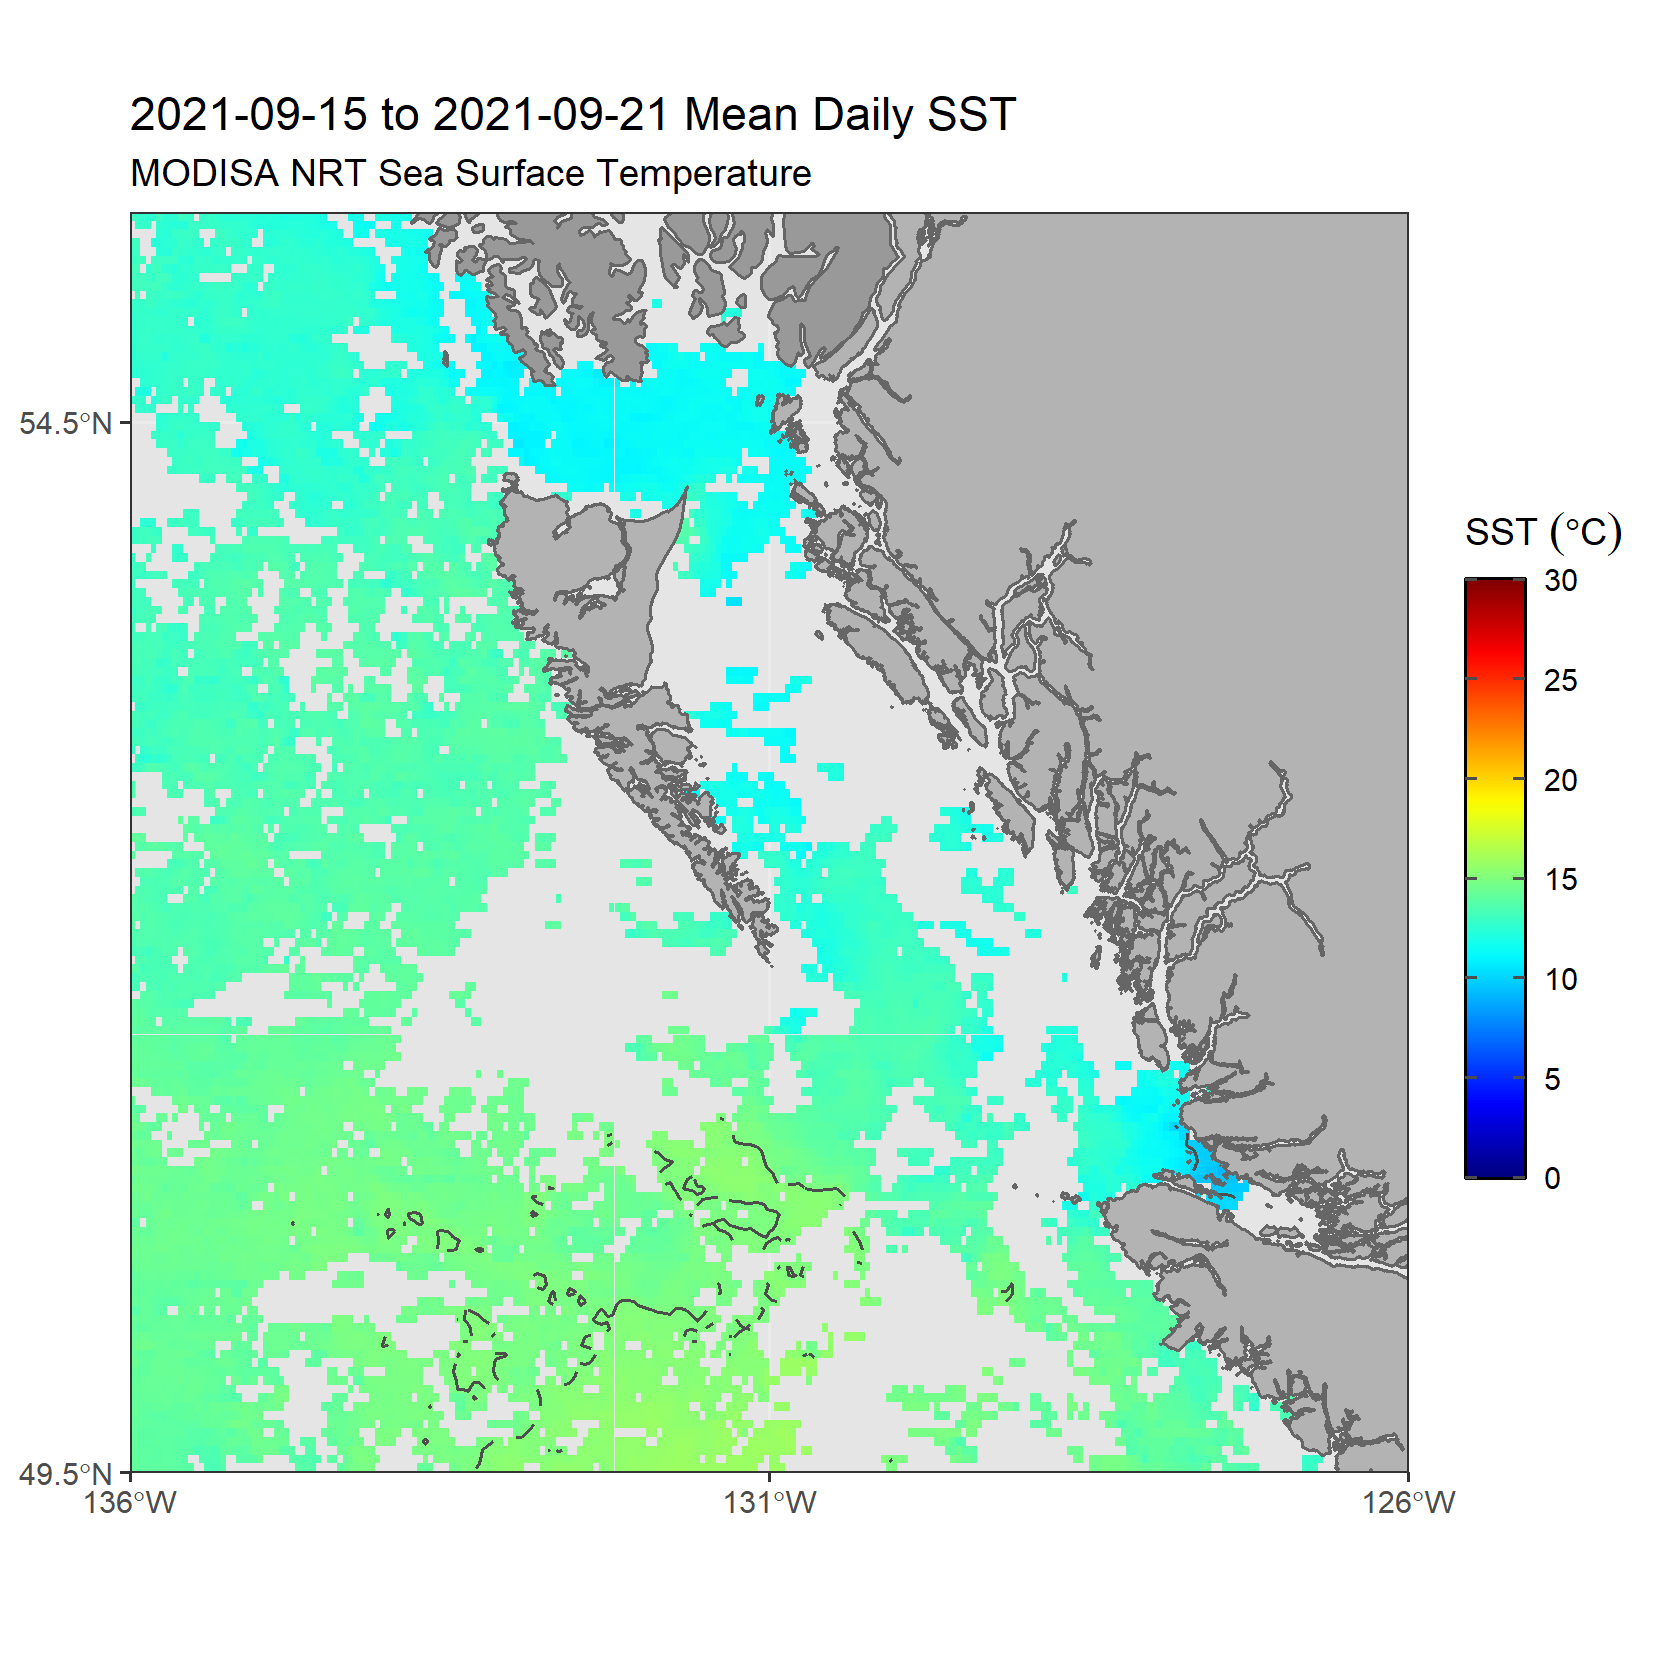 2021-09-15 to 2021-09-21 Mean Daily SST
MODISA NRT Sea Surface Temperature
54.5°N
49.5°N
136°W
131°W
126°W
SST (°C)
30
25
20
15
10
5
0